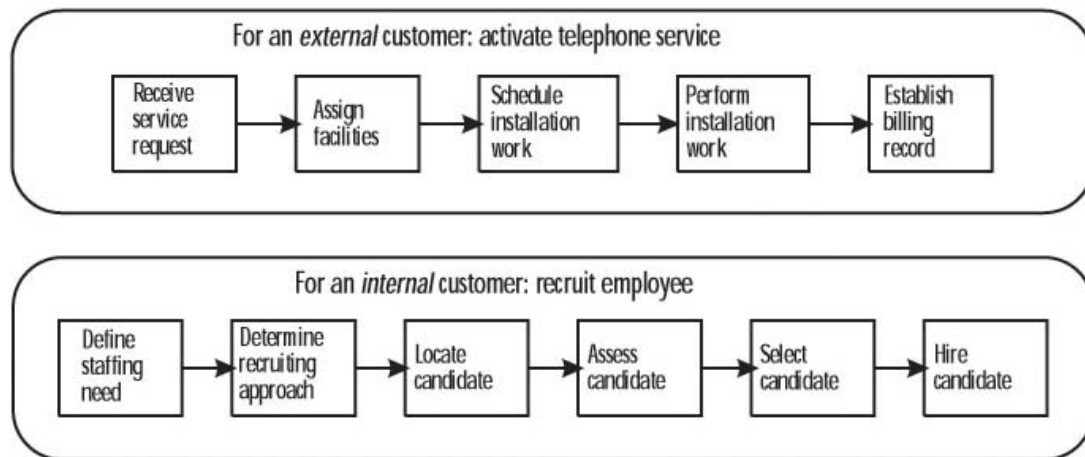 For an external customer: activate telephone service
Receive
service
request
Assign
facilities
Schedule
installation
work
Perform
installation
work
Establish
billing
record
For an internal customer: recruit employee
Define
staffing
need
Determine
recruiting
approach
Locate
candidate
Assess
candidate
Select
candidate
Hire
candidate